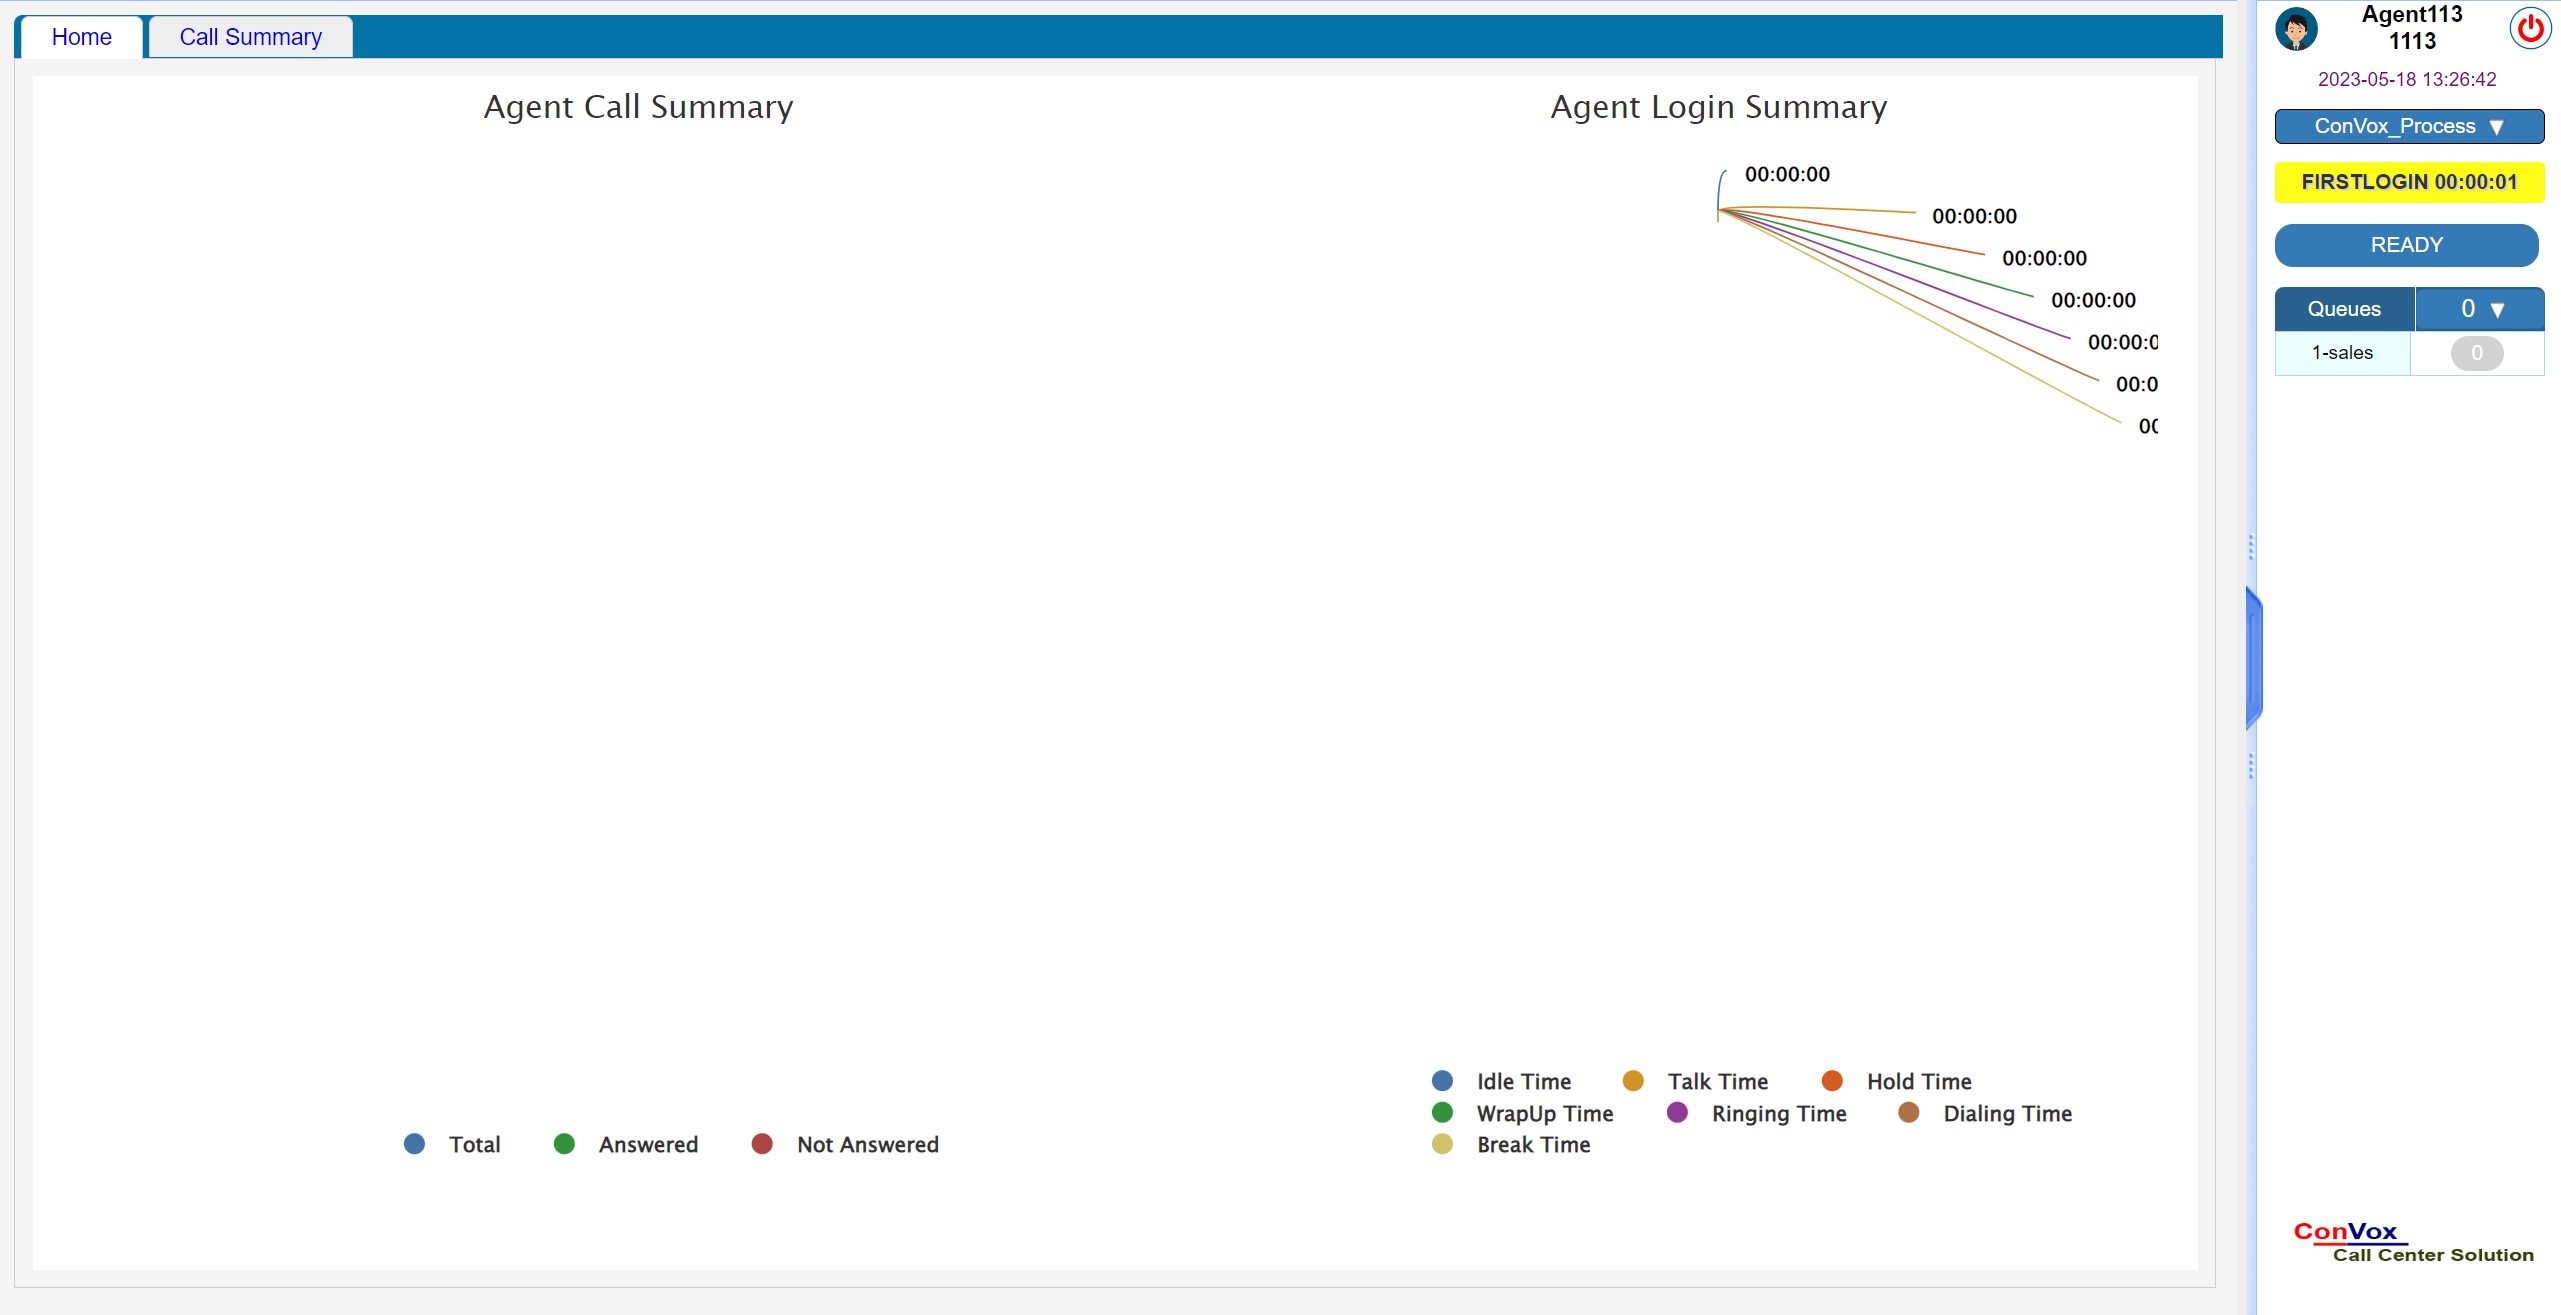 Home
Call Summary
Agent Call Summary
Total
Answered
Not Answered
Agent Login Summary
00:00:00
00:00:00
00:00:00
00:00:00
00:00:0
00:0
00
Idle Time
Talk Time
Hold Time
WrapUp Time
Ringing Time
Dialing Time
Break Time
Agent113
1113
2023-05-18 13:26:42
ConVox_Process ▼
FIRSTLOGIN 00:00:01
READY
Queues 0 ▼
1-sales 0
ConVox
Call Center Solution